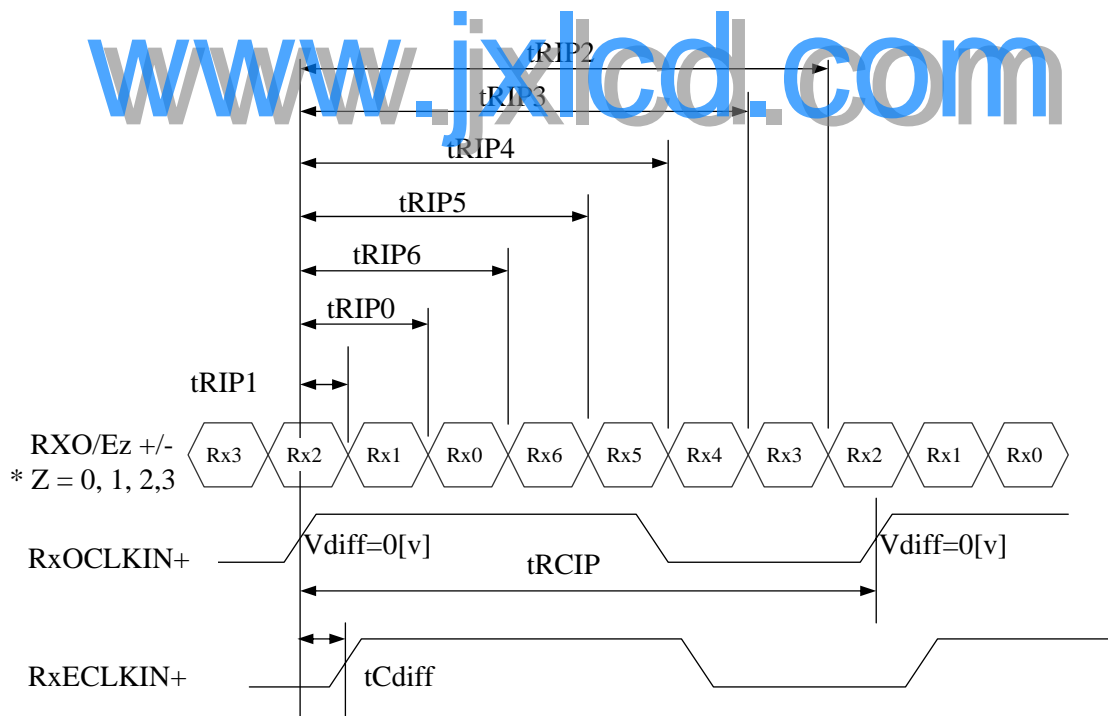 www.jxlcd.com
tRIP2
tRIP3
tRIP4
tRIP5
tRIP6
tRIP0
tRIP1
RXO/Ez +/-
* Z = 0, 1, 2,3
Rx3 Rx2 Rx1 Rx0 Rx6 Rx5 Rx4 Rx3 Rx2 Rx1 Rx0
RxOCLKIN+
Vdiff=0[v] Vdiff=0[v]
tRCIP
RxECLKIN+
tCdiff